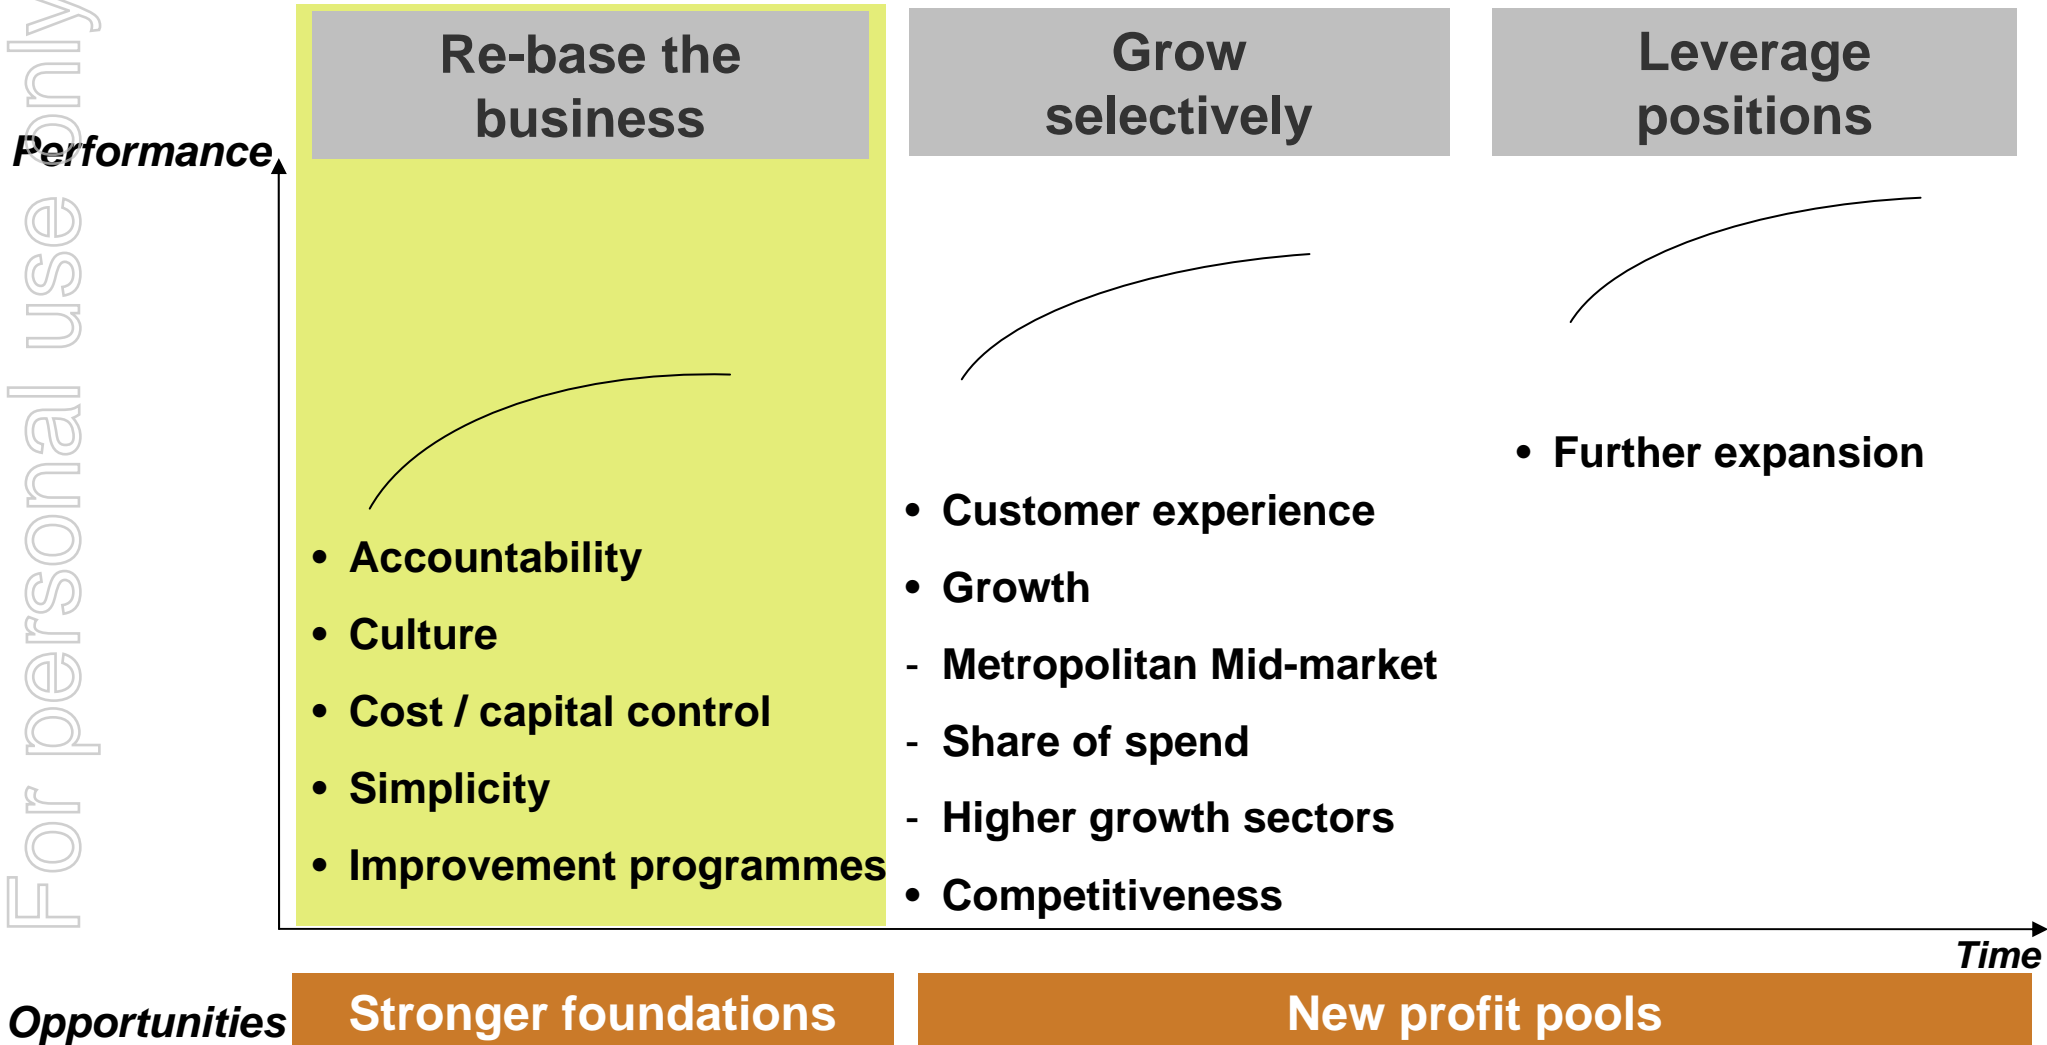 For personal use only
Re-base the
business
Grow
selectively
Leverage
positions
Performance
• Accountability
• Culture
• Cost / capital control
• Simplicity
• Improvement programmes
• Customer experience
• Growth
- Metropolitan Mid-market
- Share of spend
- Higher growth sectors
• Competitiveness
• Further expansion
Time
Opportunities
Stronger foundations
New profit pools